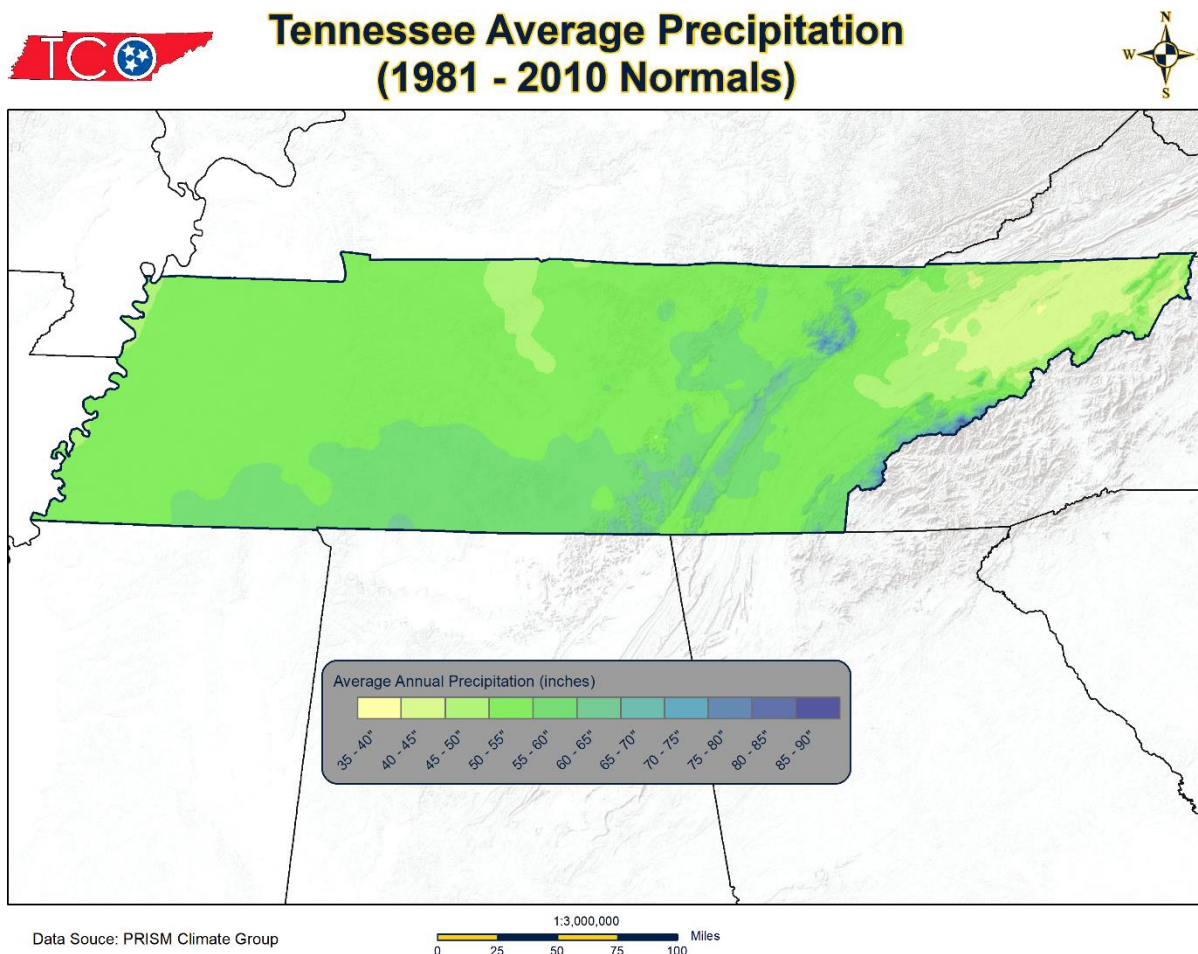 TCO
Tennessee Average Precipitation
(1981 - 2010 Normals)
N
W
S
Average Annual Precipitation (inches)
35 - 40"
40 - 45"
45 - 50"
50 - 55"
55 - 60"
60 - 65"
65 - 70"
70 - 75"
75 - 80"
80 - 85"
85 - 90"
Data Souce: PRISM Climate Group
1:3,000,000
Miles
0 25 50 75 100